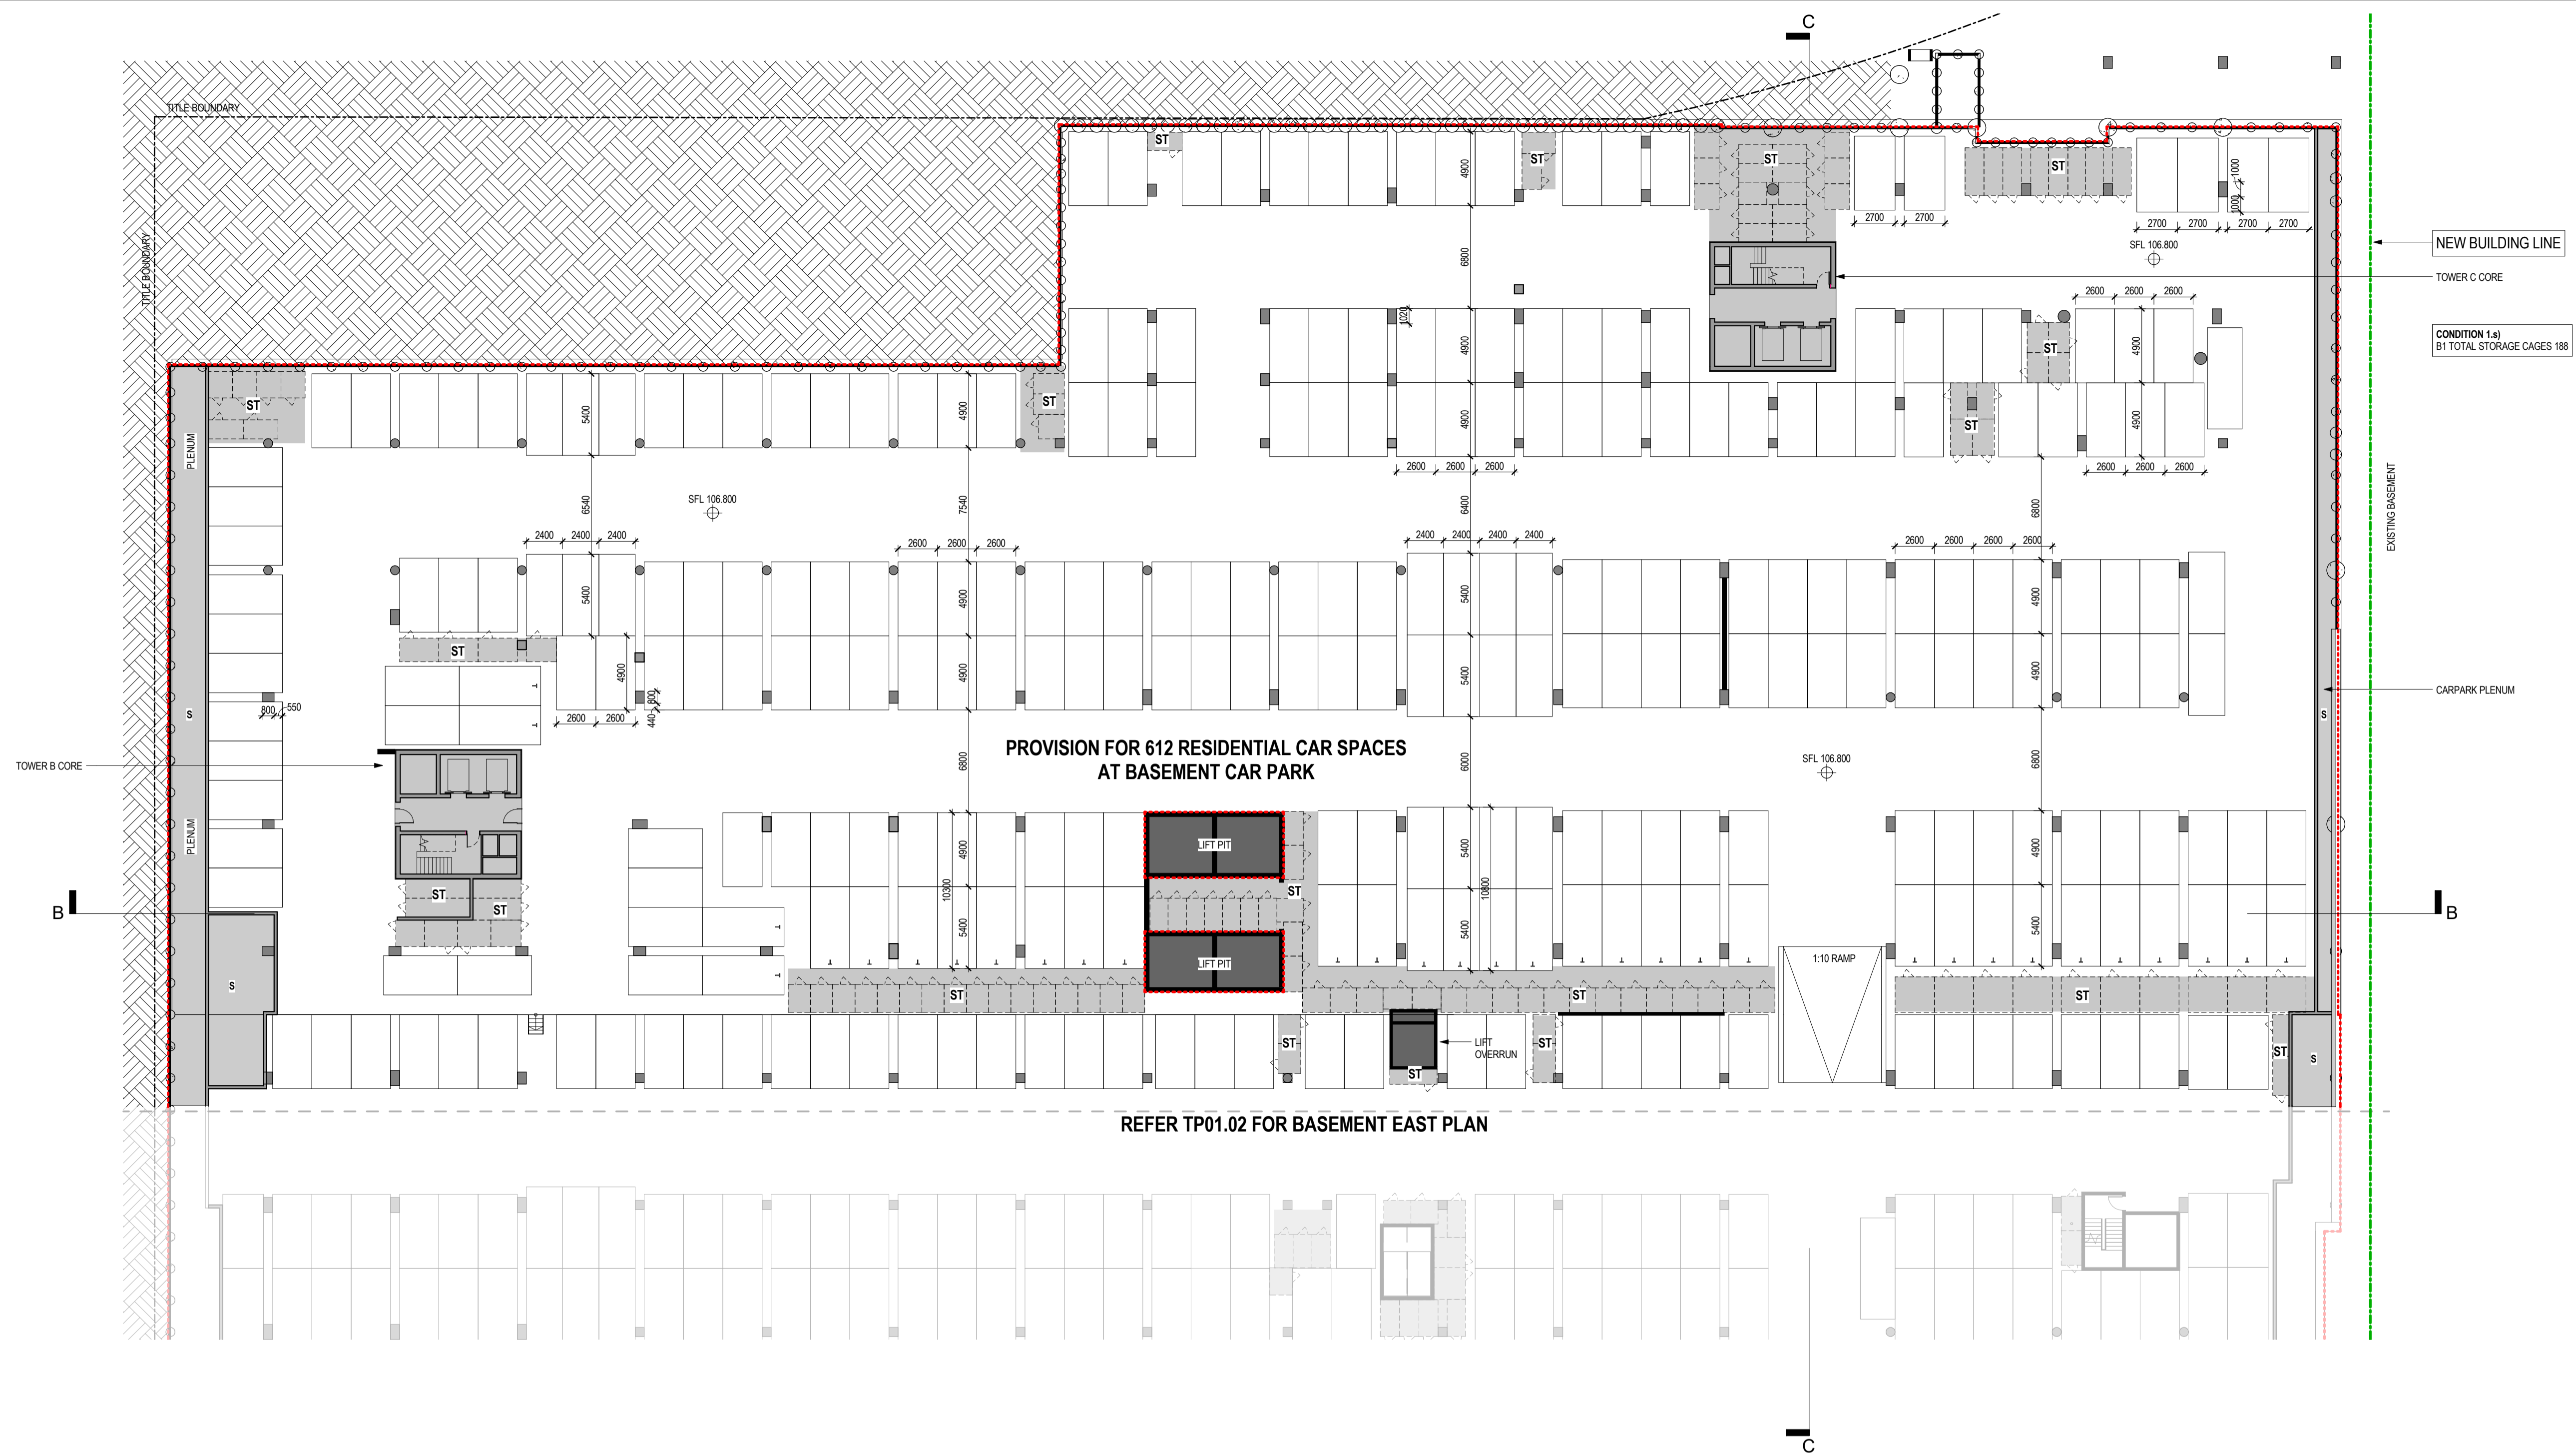 C
TITLE BOUNDARY
ST
ST
ST
ST
4900
1000
1000
2700
2700
2700
2700
2700
2700
TITLE BOUNDARY
SFL 106.800
NEW BUILDING LINE
6800
TOWER C CORE
2600
2600
2600
1020
CONDITION 1.s)
B1 TOTAL STORAGE CAGES 188
4900
ST
4900
ST
ST
5400
4900
4900
ST
4900
PLENUM
2600
2600
2600
2600
2600
2600
SFL 106.800
6540
7540
6400
6800
EXISTING BASEMENT
2400
2400
2400
2600
2600
2600
2400
2400
2400
2400
2600
2600
2600
2600
5400
4900
5400
4900
ST
4900
4900
5400
4900
CARPARK PLENUM
S
800
550
2600
2600
440
800
S
PROVISION FOR 612 RESIDENTIAL CAR SPACES
AT BASEMENT CAR PARK
TOWER B CORE
6800
6000
SFL 106.800
6800
PLENUM
4900
LIFT PIT
5400
4900
ST
ST
10300
ST
10800
B
B
5400
5400
5400
LIFT PIT
1:10 RAMP
S
ST
ST
ST
ST
LIFT
OVERRUN
ST
ST
S
ST
REFER TP01.02 FOR BASEMENT EAST PLAN
C